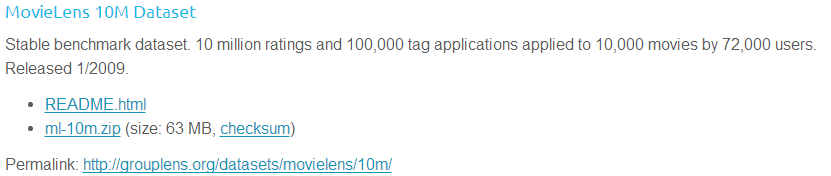 MovieLens 10M Dataset
Stable benchmark dataset. 10 million ratings and 100,000 tag applications applied to 10,000 movies by 72,000 users.
Released 1/2009.
• README.html
• ml-10m.zip (size: 63 MB, checksum)
Permalink: http://grouplens.org/datasets/movielens/10m/